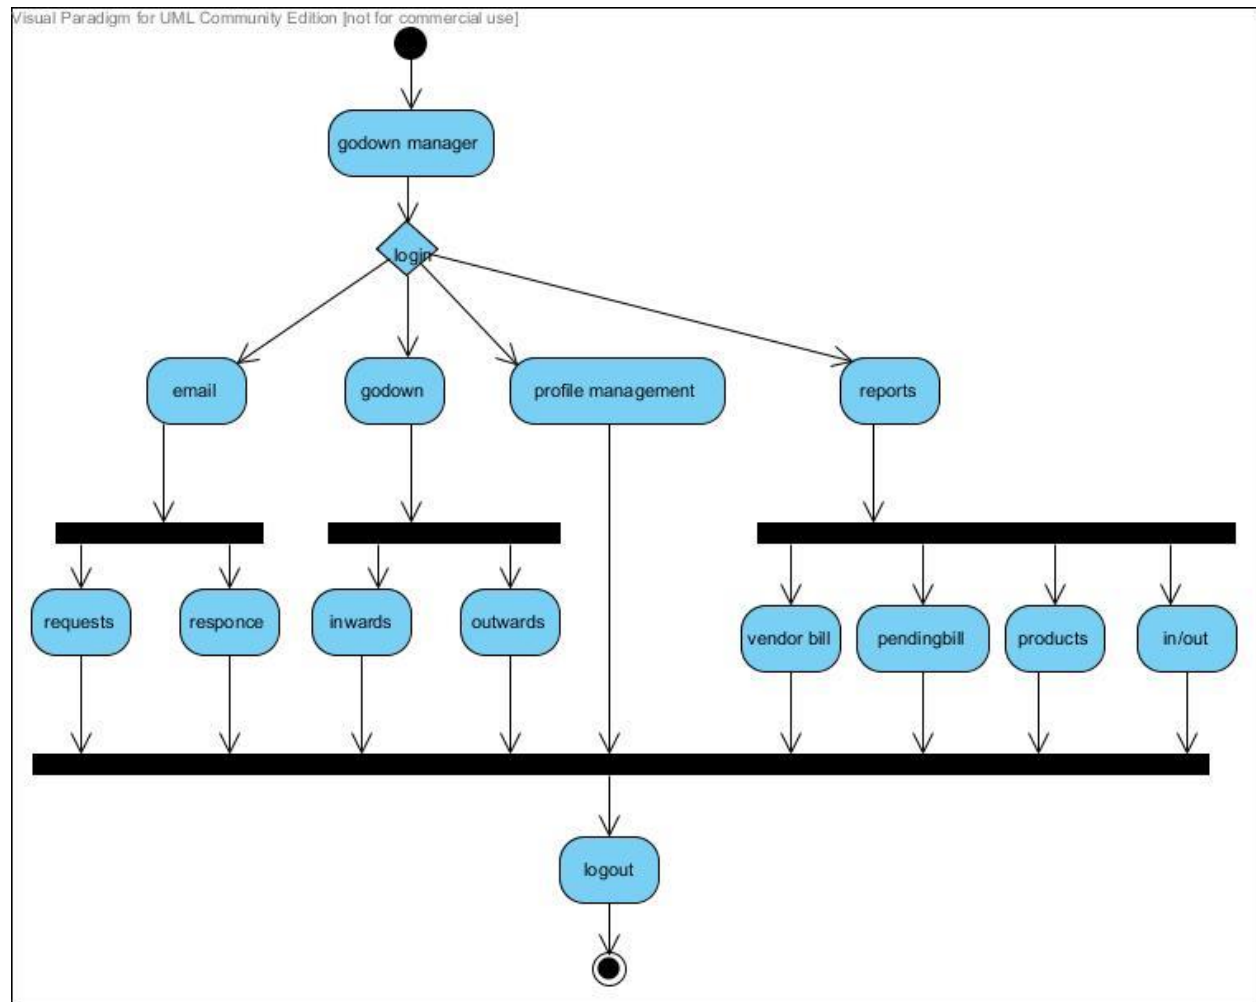 Visual Paradigm for UML Community Edition [not for commercial use]
godown manager
login
email
godown
profile management
reports
requests
responce
inwards
outwards
vendor bill
pendingbill
products
in/out
logout